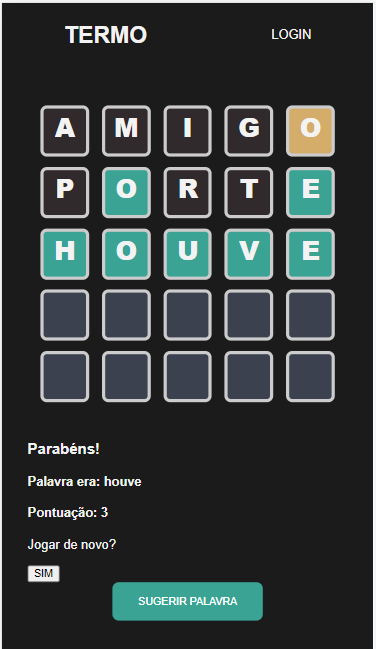 TERMO LOGIN
A M I G O
P O R T E
H O U V E
Parabéns!
Palavra era: houve
Pontuação: 3
Jogar de novo?
SIM
SUGERIR PALAVRA